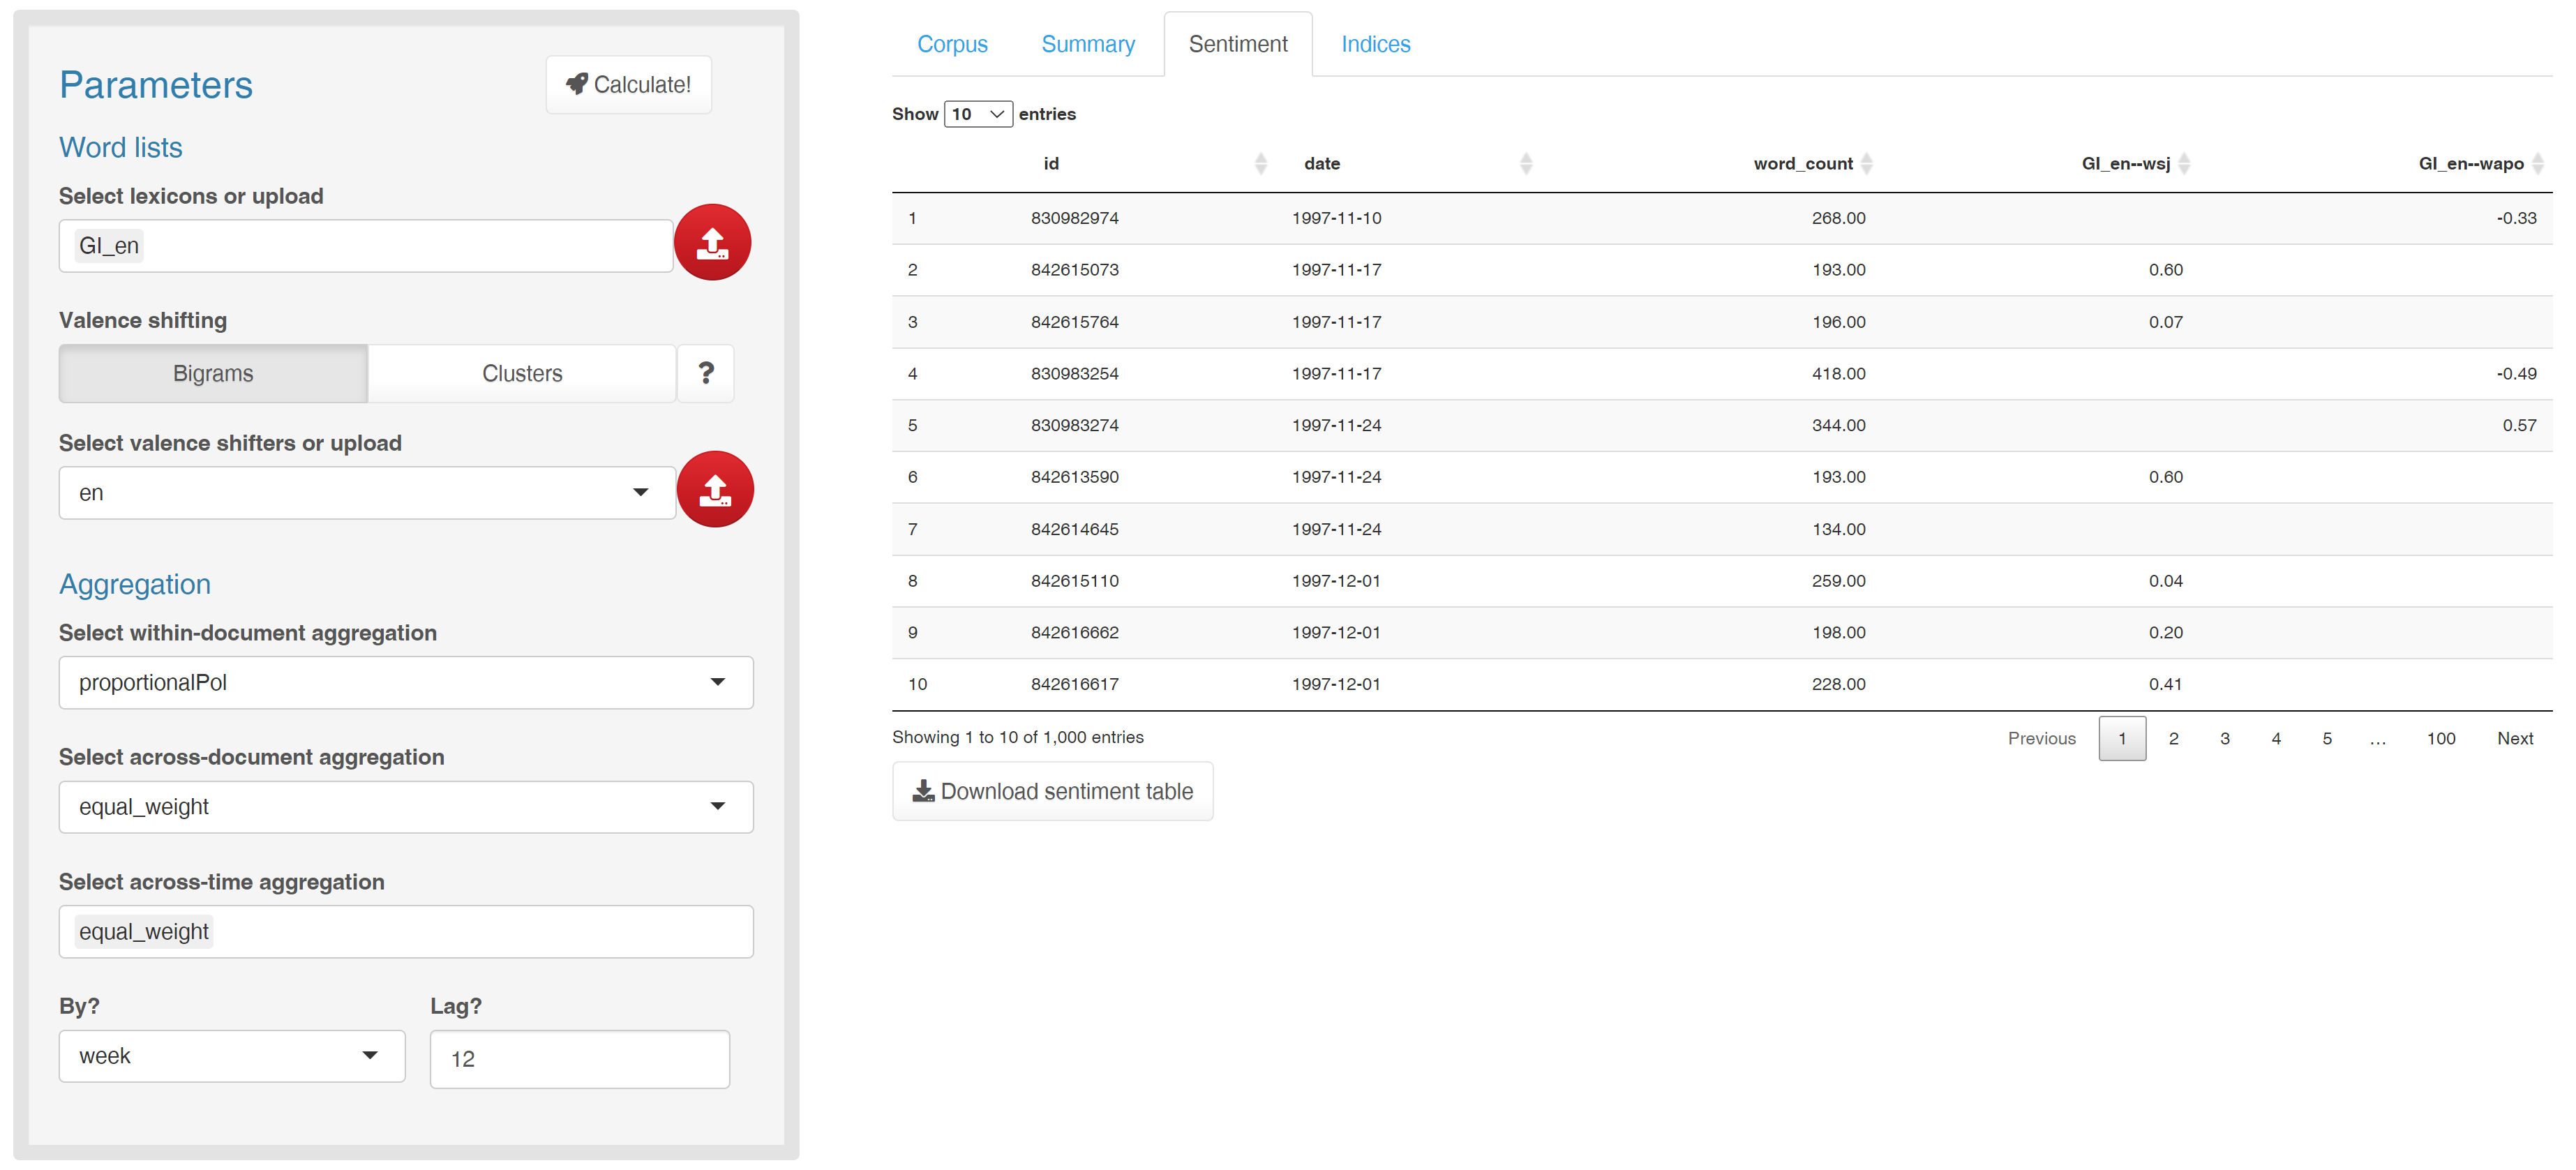 Parameters
Calculate!
Word lists
Select lexicons or upload
GI_en
Valence shifting
Bigrams Clusters ?
Select valence shifters or upload
en
Aggregation
Select within-document aggregation
proportionalPol
Select across-document aggregation
equal_weight
Select across-time aggregation
equal_weight
By? Lag?
week 12
Corpus Summary Sentiment Indices
Show 10 entries
id date word_count GI_en--wsj GI_en--wapo
1 830982974 1997-11-10 268.00 -0.33
2 842615073 1997-11-17 193.00 0.60
3 842615764 1997-11-17 196.00 0.07
4 830983254 1997-11-17 418.00 -0.49
5 830983274 1997-11-24 344.00 0.57
6 842613590 1997-11-24 193.00 0.60
7 842614645 1997-11-24 134.00
8 842615110 1997-12-01 259.00 0.04
9 842616662 1997-12-01 198.00 0.20
10 842616617 1997-12-01 228.00 0.41
Showing 1 to 10 of 1,000 entries
Previous 1 2 3 4 5 … 100 Next
Download sentiment table